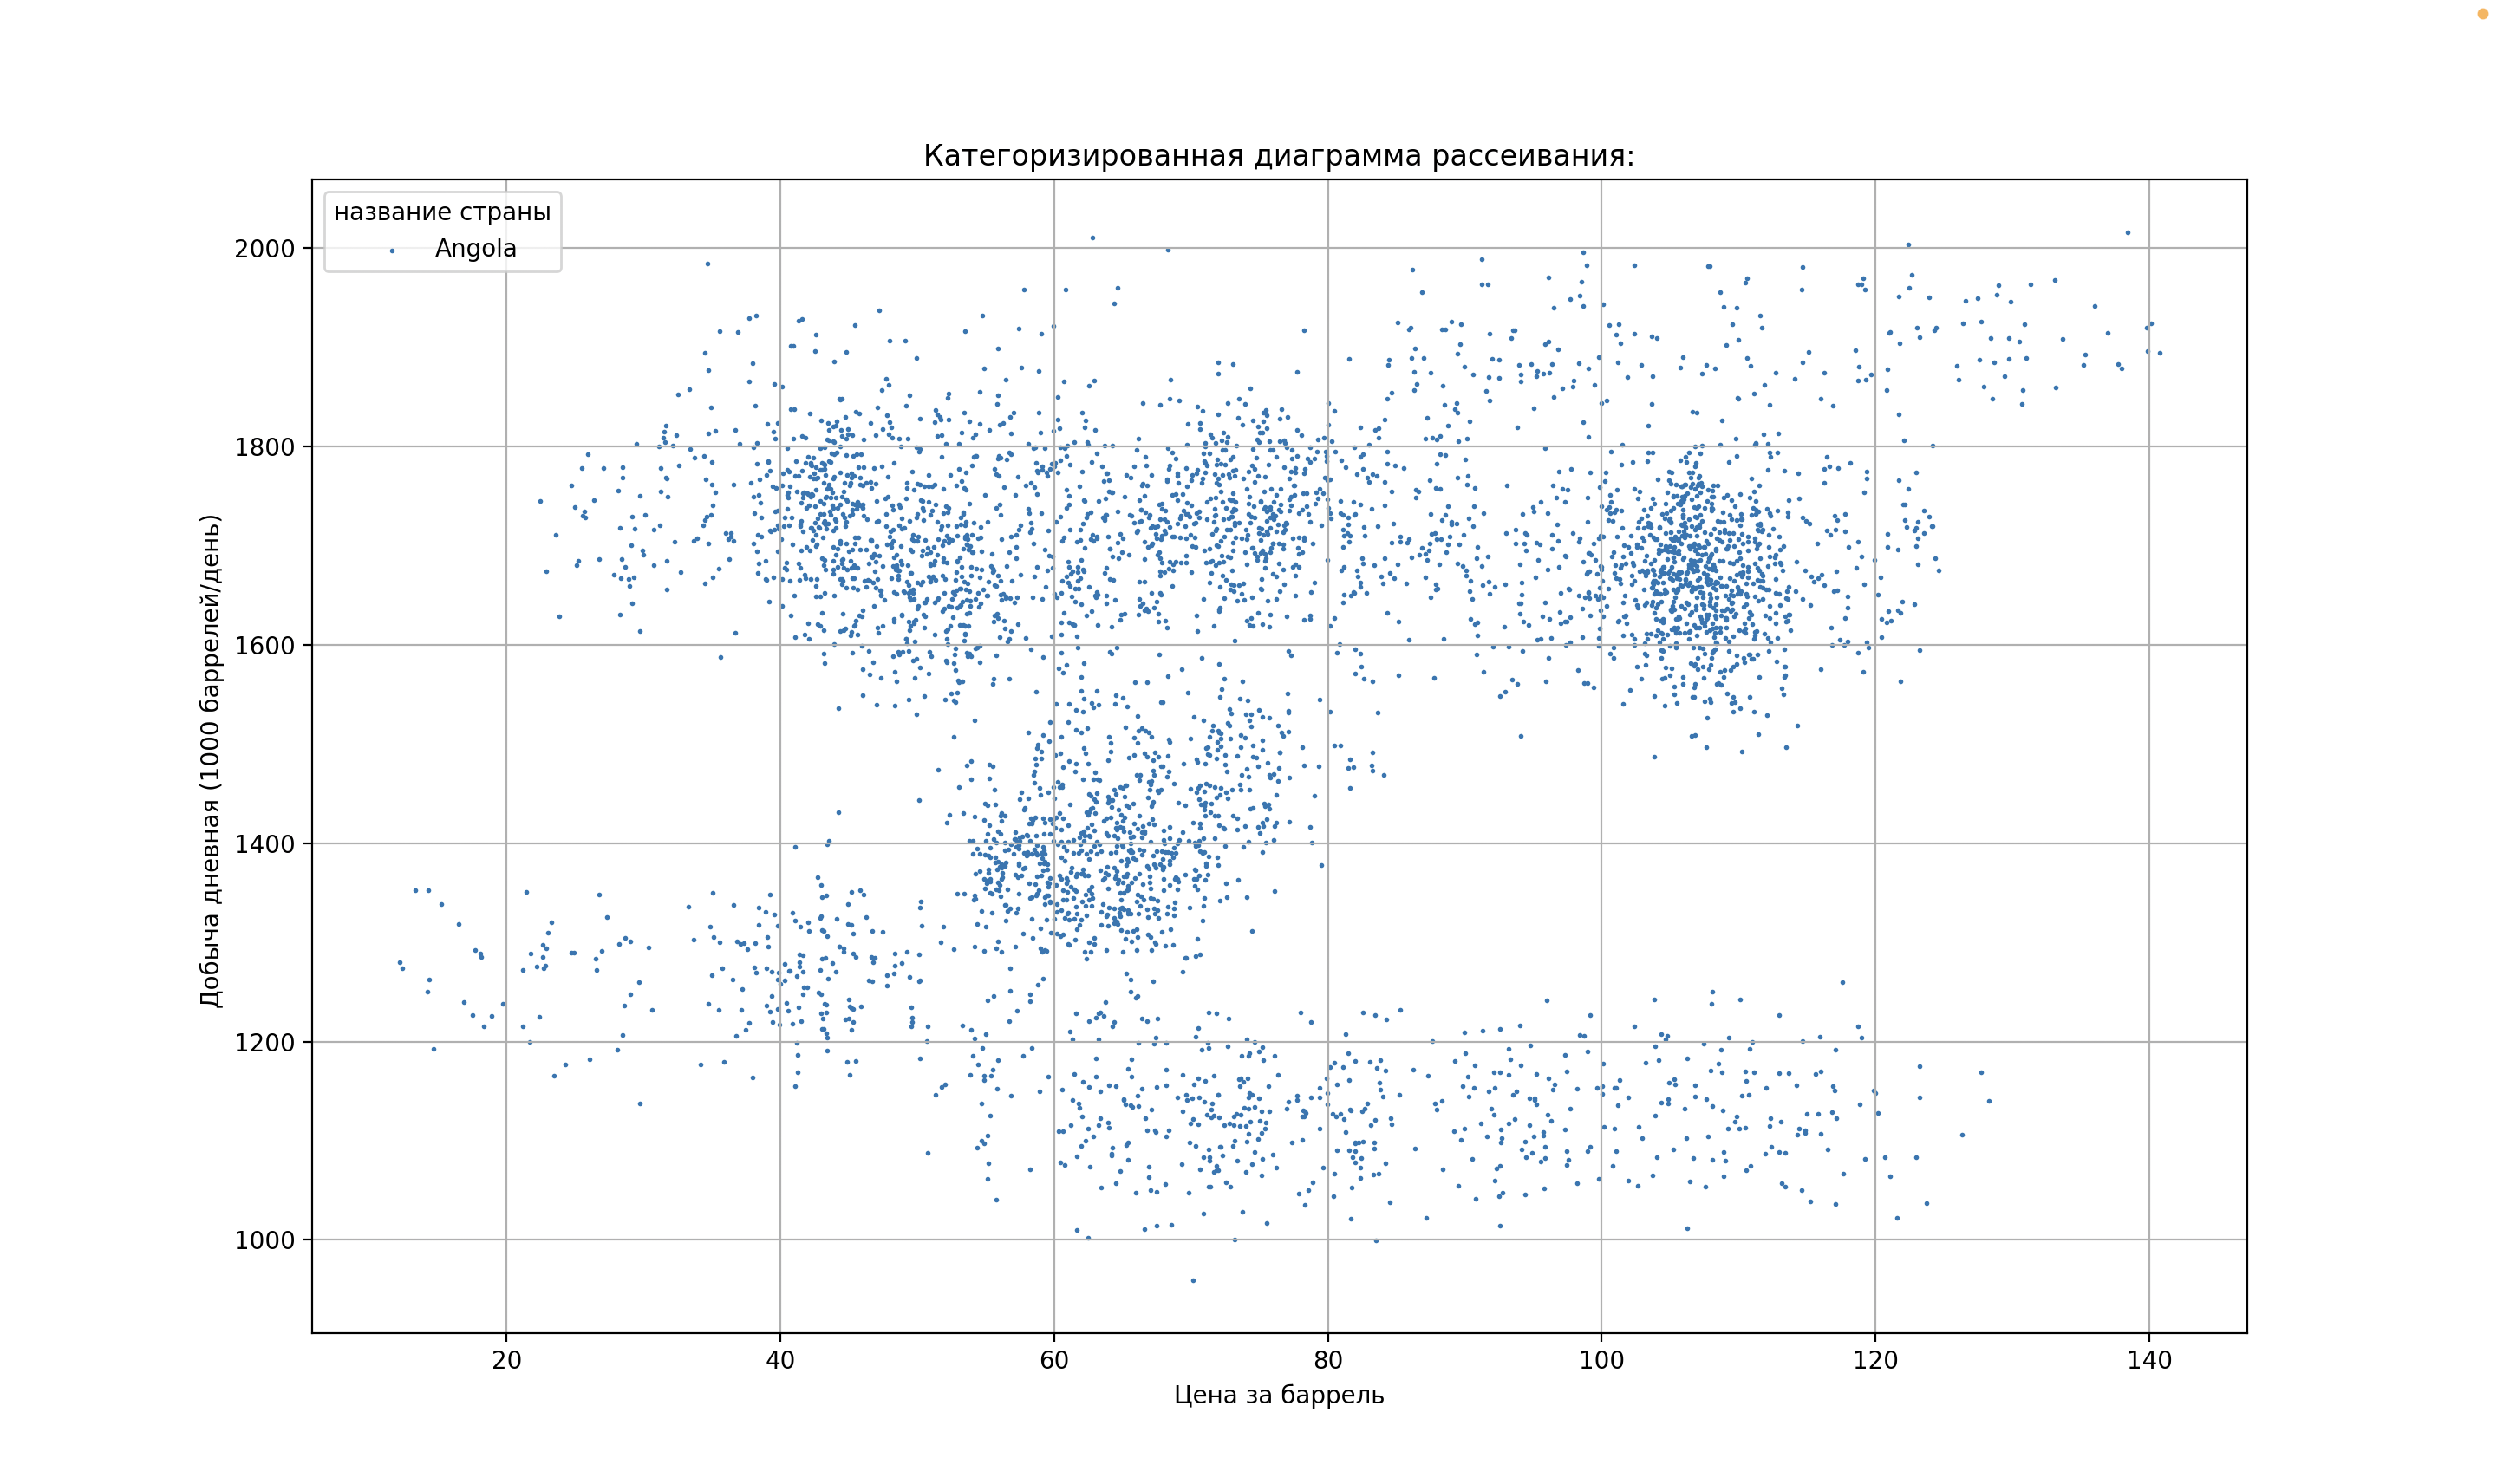 Категоризированная диаграмма рассеивания:
название страны
Angola
2000
1800
1600
1400
1200
1000
Добыча дневная (1000 баррелей/день)
20 40 60 80 100 120 140
Цена за баррель